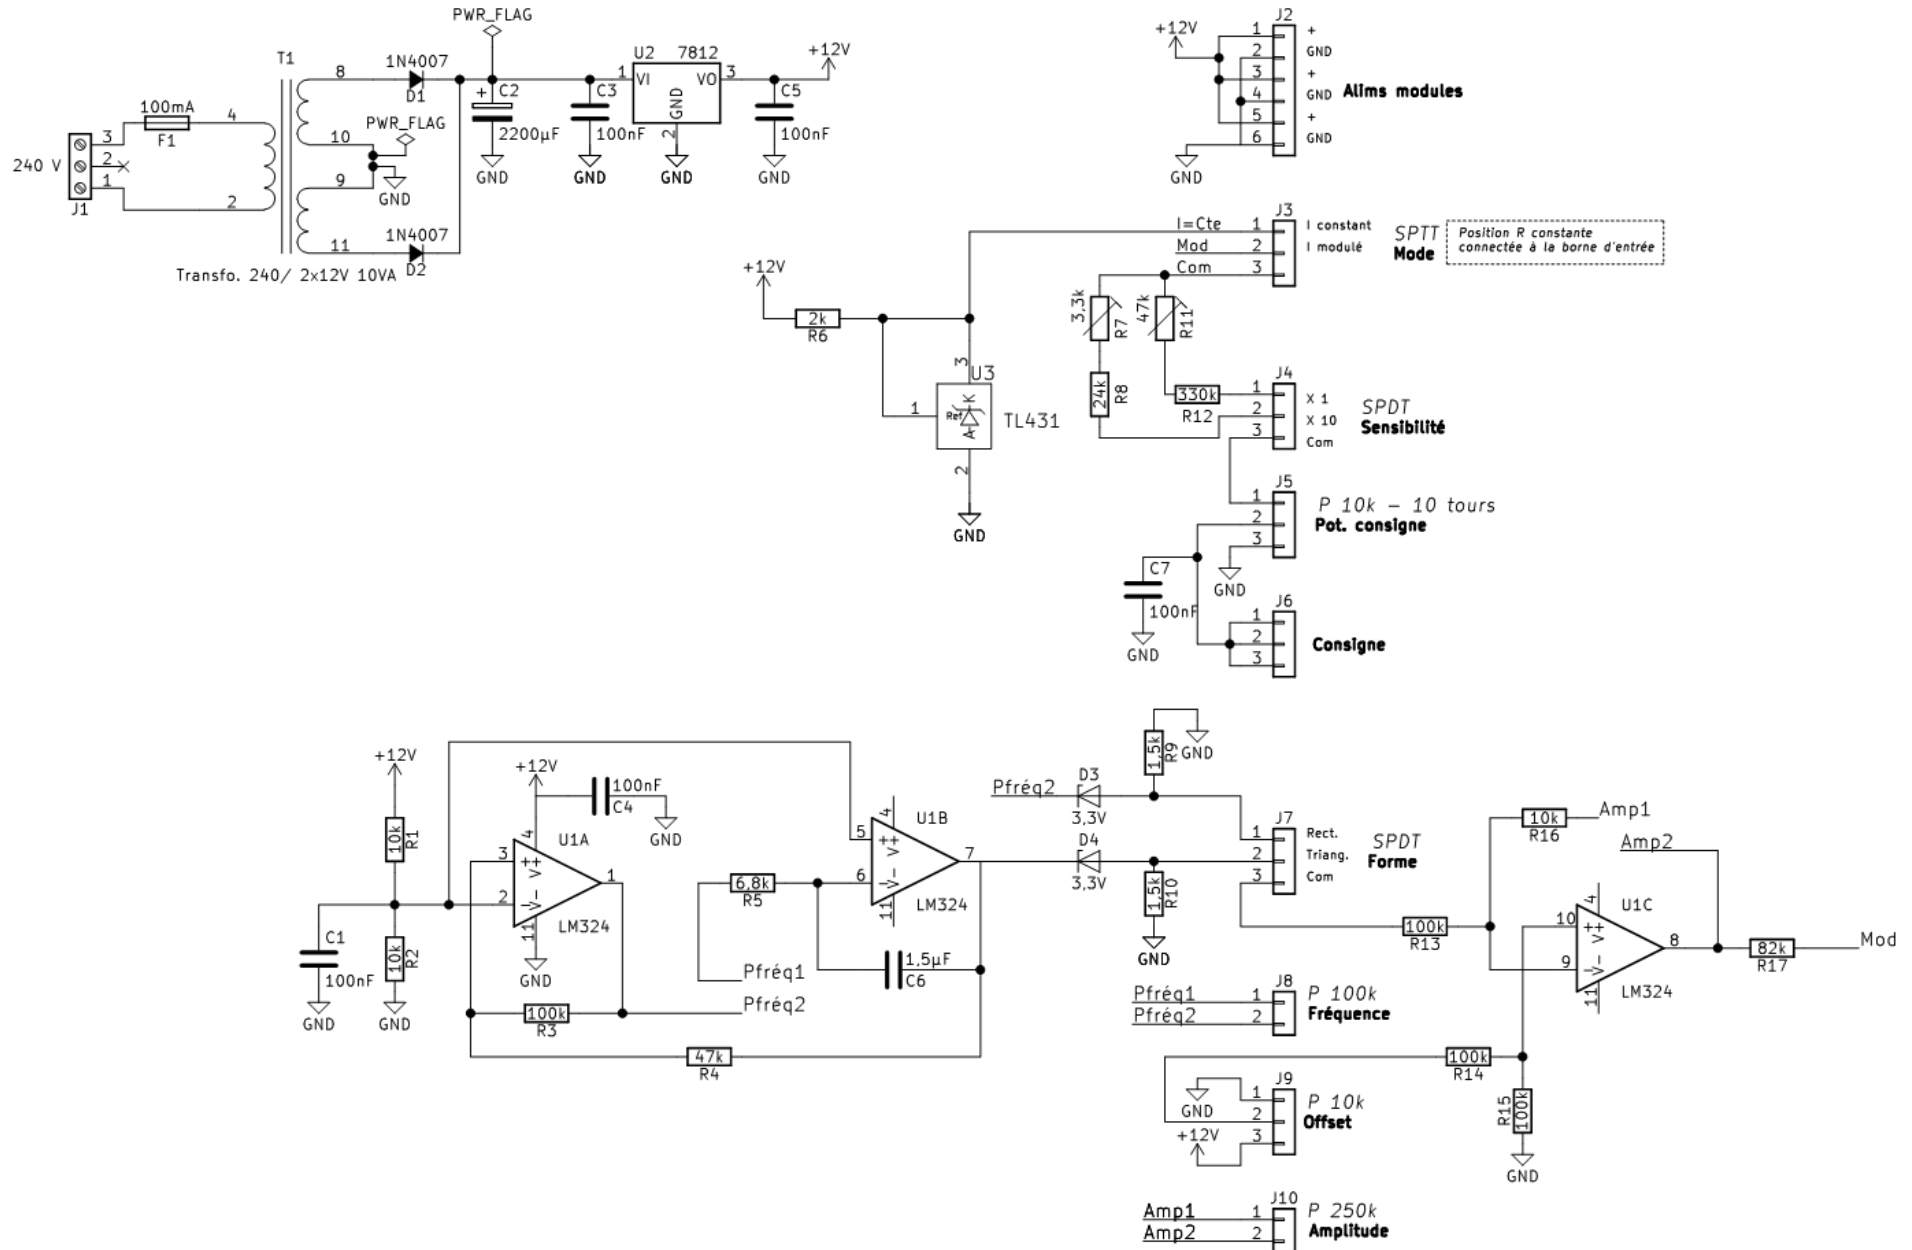 PWR_FLAG
T1
8
1N4007
D1
+
C2
2200µF
GND
C3
100nF
GND
U2
7812
1
VI
VO
3
GND
2
GND
C5
100nF
GND
+12V
240 V
3
2
1
J1
100mA
F1
4
2
10
PWR_FLAG
9
GND
11
1N4007
D2
Transfo. 240/ 2x12V 10VA
J2
+12V
1
+
2
GND
3
+
4
GND
5
+
6
GND
GND
Alims modules
J3
I=Cte
1
I constant
Mod
2
I modulé
Com
3
SPTT
Mode
Position R constante
connectée à la borne d'entrée
+12V
2k
R6
3
U3
1
Ref
K
A
TL431
2
GND
3,3k
R7
47k
R11
24k
R8
330k
R12
J4
1
X 1
2
X 10
3
Com
SPDT
Sensibilité
J5
1
2
3
P 10k – 10 tours
Pot. consigne
GND
C7
100nF
GND
J6
1
2
3
Consigne
+12V
10k
R1
10k
R2
GND
C1
100nF
GND
+12V
100nF
C4
GND
3
2
4
+
V+
-
V-
11
1
U1A
LM324
GND
100k
R3
47k
R4
6,8k
R5
Pfréq1
Pfréq2
5
6
4
+
V+
-
V-
11
7
U1B
LM324
1,5µF
C6
Pfréq2
D3
3,3V
D4
3,3V
1,5k
R9
GND
1,5k
R10
GND
J7
1
Rect.
2
Triang.
3
Com
SPDT
Forme
100k
R13
10k
R16
Amp1
Amp2
10
9
4
+
V+
-
V-
11
8
U1C
LM324
82k
R17
Mod
J8
Pfréq1
1
Pfréq2
2
P 100k
Fréquence
100k
R14
R15
100k
GND
J9
GND
1
2
+12V
3
P 10k
Offset
J10
Amp1
1
Amp2
2
P 250k
Amplitude